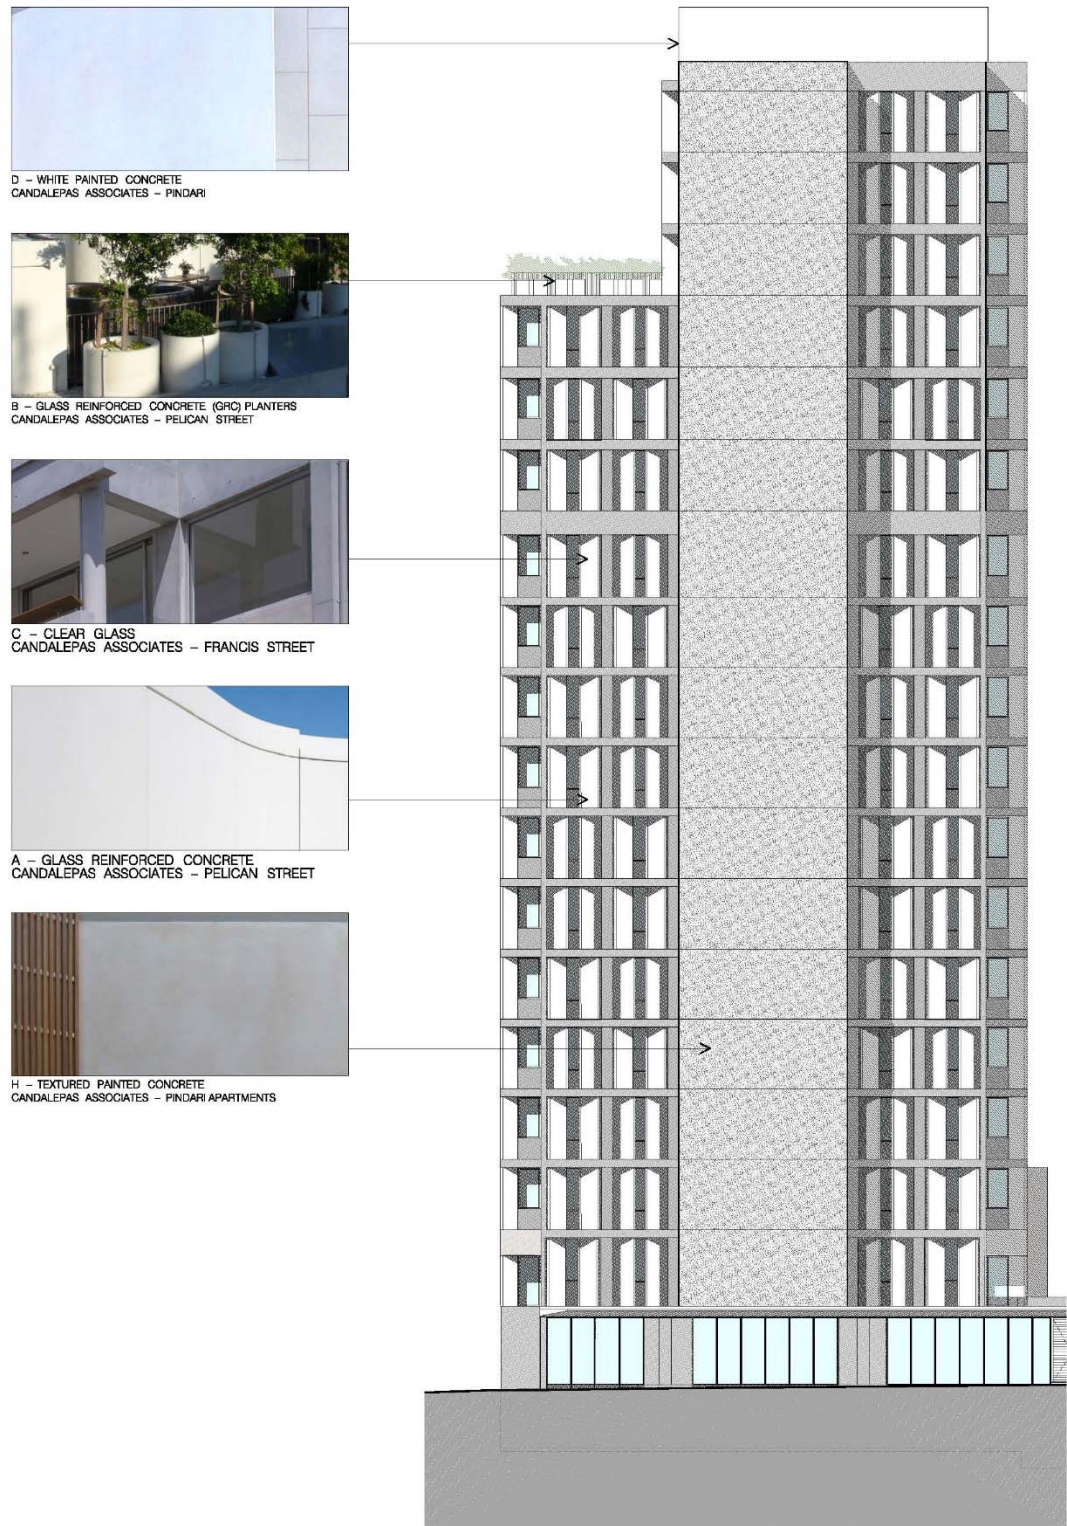 D – WHITE PAINTED CONCRETE
CANDALEPAS ASSOCIATES – PINDARI
B – GLASS REINFORCED CONCRETE (GRC) PLANTERS
CANDALEPAS ASSOCIATES – PELICAN STREET
C – CLEAR GLASS
CANDALEPAS ASSOCIATES – FRANCIS STREET
A – GLASS REINFORCED CONCRETE
CANDALEPAS ASSOCIATES – PELICAN STREET
H – TEXTURED PAINTED CONCRETE
CANDALEPAS ASSOCIATES – PINDARI APARTMENTS